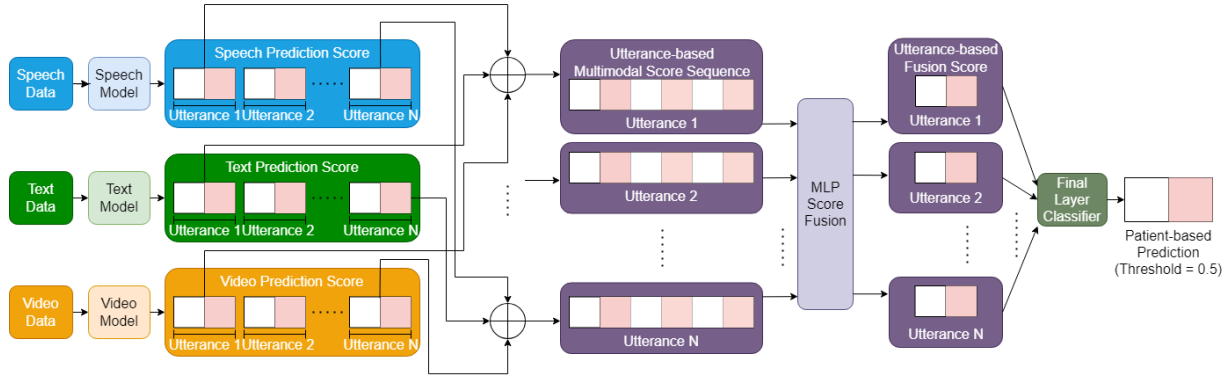 Speech
Data
Speech
Model
Speech Prediction Score
Utterance 1
Utterance 2
Utterance N
Text
Data
Text
Model
Text Prediction Score
Utterance 1
Utterance 2
Utterance N
Video
Data
Video
Model
Video Prediction Score
Utterance 1
Utterance 2
Utterance N
Utterance-based
Multimodal Score Sequence
Utterance 1
Utterance 2
Utterance N
MLP
Score
Fusion
Utterance-based
Fusion Score
Utterance 1
Utterance 2
Utterance N
Final
Layer
Classifier
Patient-based
Prediction
(Threshold = 0.5)